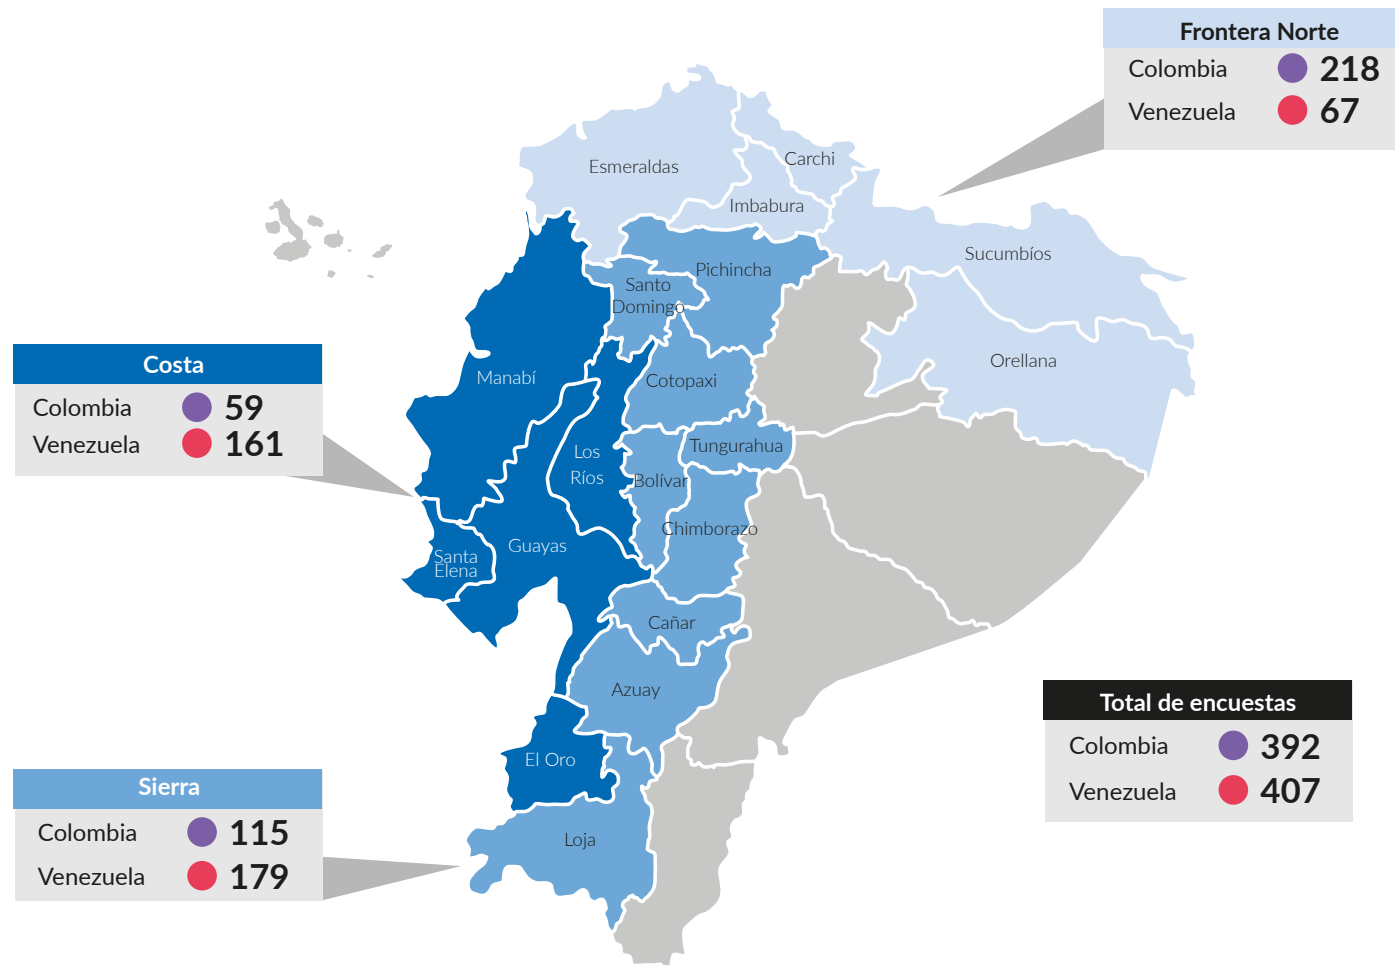 Frontera Norte
Colombia 218
Venezuela 67
Esmeraldas
Carchi
Imbabura
Sucumbíos
Pichincha
Santo
Domingo
Orellana
Manabí
Cotopaxi
Los
Ríos
Tungurahua
Bolívar
Chimborazo
Guayas
Santa
Elena
Cañar
Azuay
El Oro
Loja
Costa
Colombia 59
Venezuela 161
Total de encuestas
Colombia 392
Venezuela 407
Sierra
Colombia 115
Venezuela 179